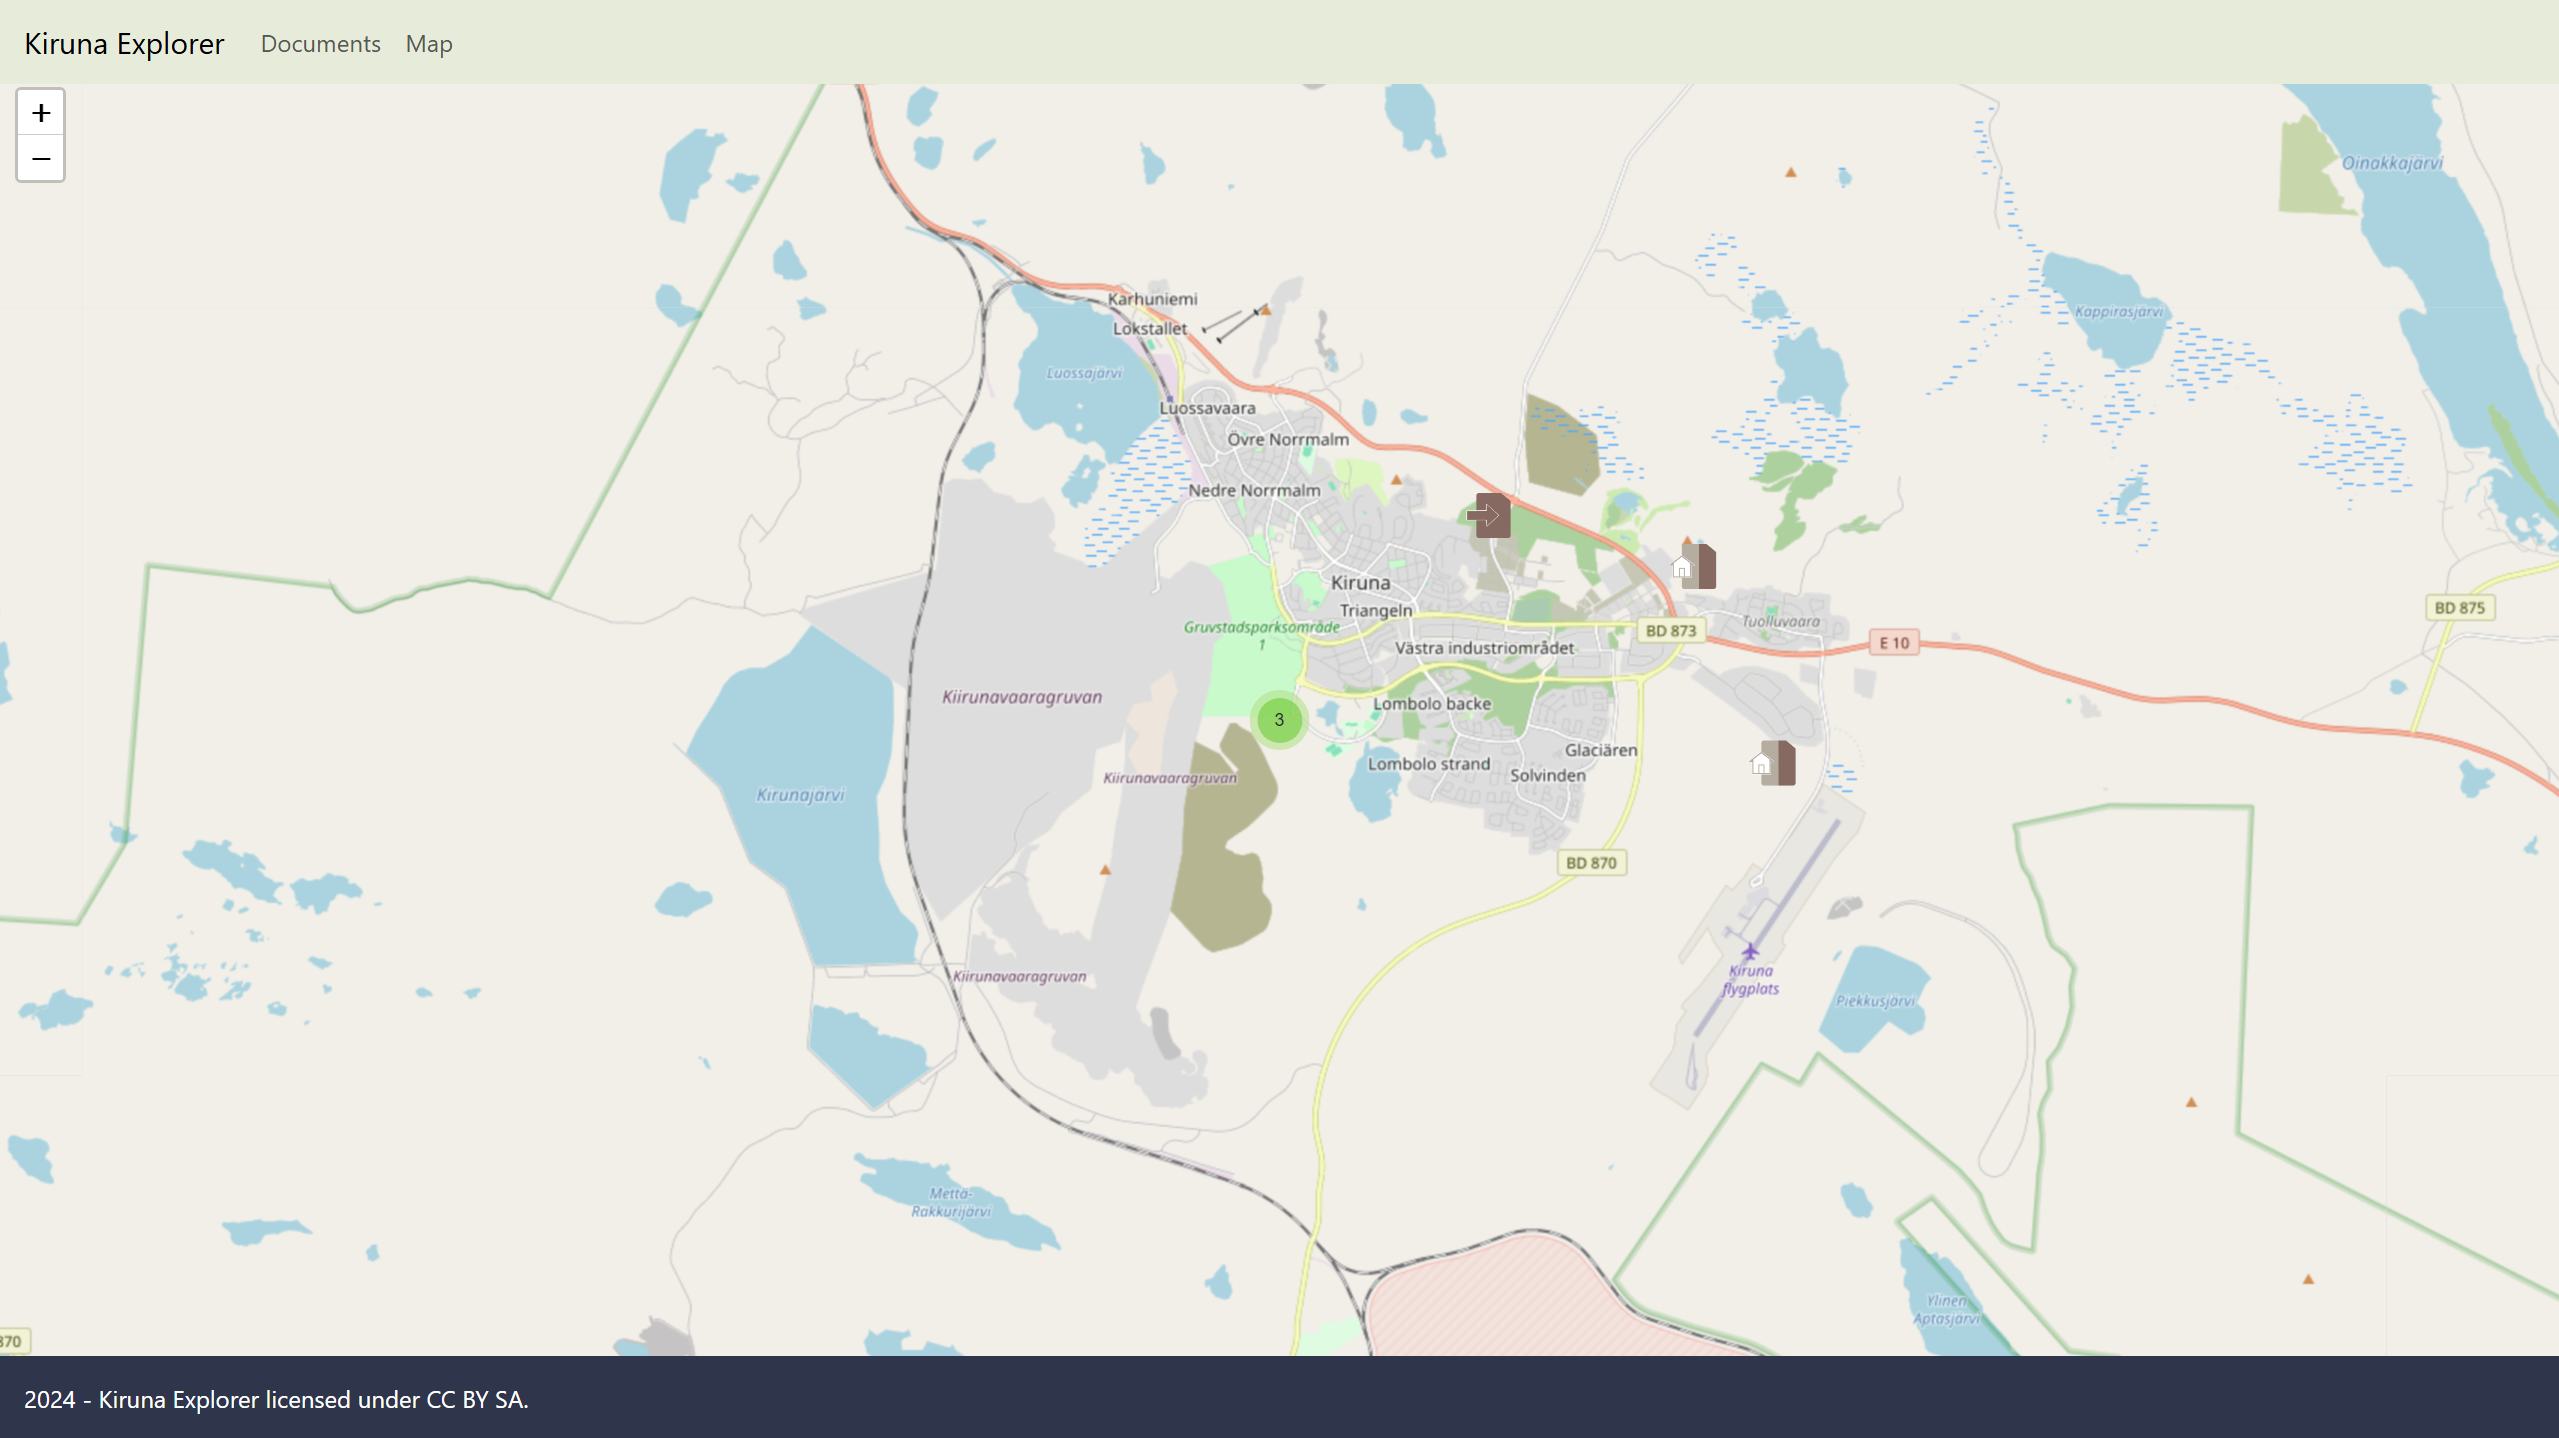 Kiruna Explorer
Documents
Map
+
−
Oinakkajärvi
Karhuniemi
Lokstallet
Kappirasjärvi
Luossajärvi
Luossavaara
Övre Norrmalm
Nedre Norrmalm
Kiruna
Triangeln
BD 875
Gruvstadsparksområde
1
BD 873
Tuolluvaara
E 10
Västra industriområdet
Kiirunavaaragruvan
Lombolo backe
3
Glaciären
Lombolo strand
Solvinden
Kiirunavaaragruvan
Kirunajärvi
BD 870
Kiruna
flygplats
Kiirunavaaragruvan
Piekkusjärvi
Mettä-
Rakkurijärvi
Ylinen
Aptasjärvi
870
2024 - Kiruna Explorer licensed under CC BY SA.